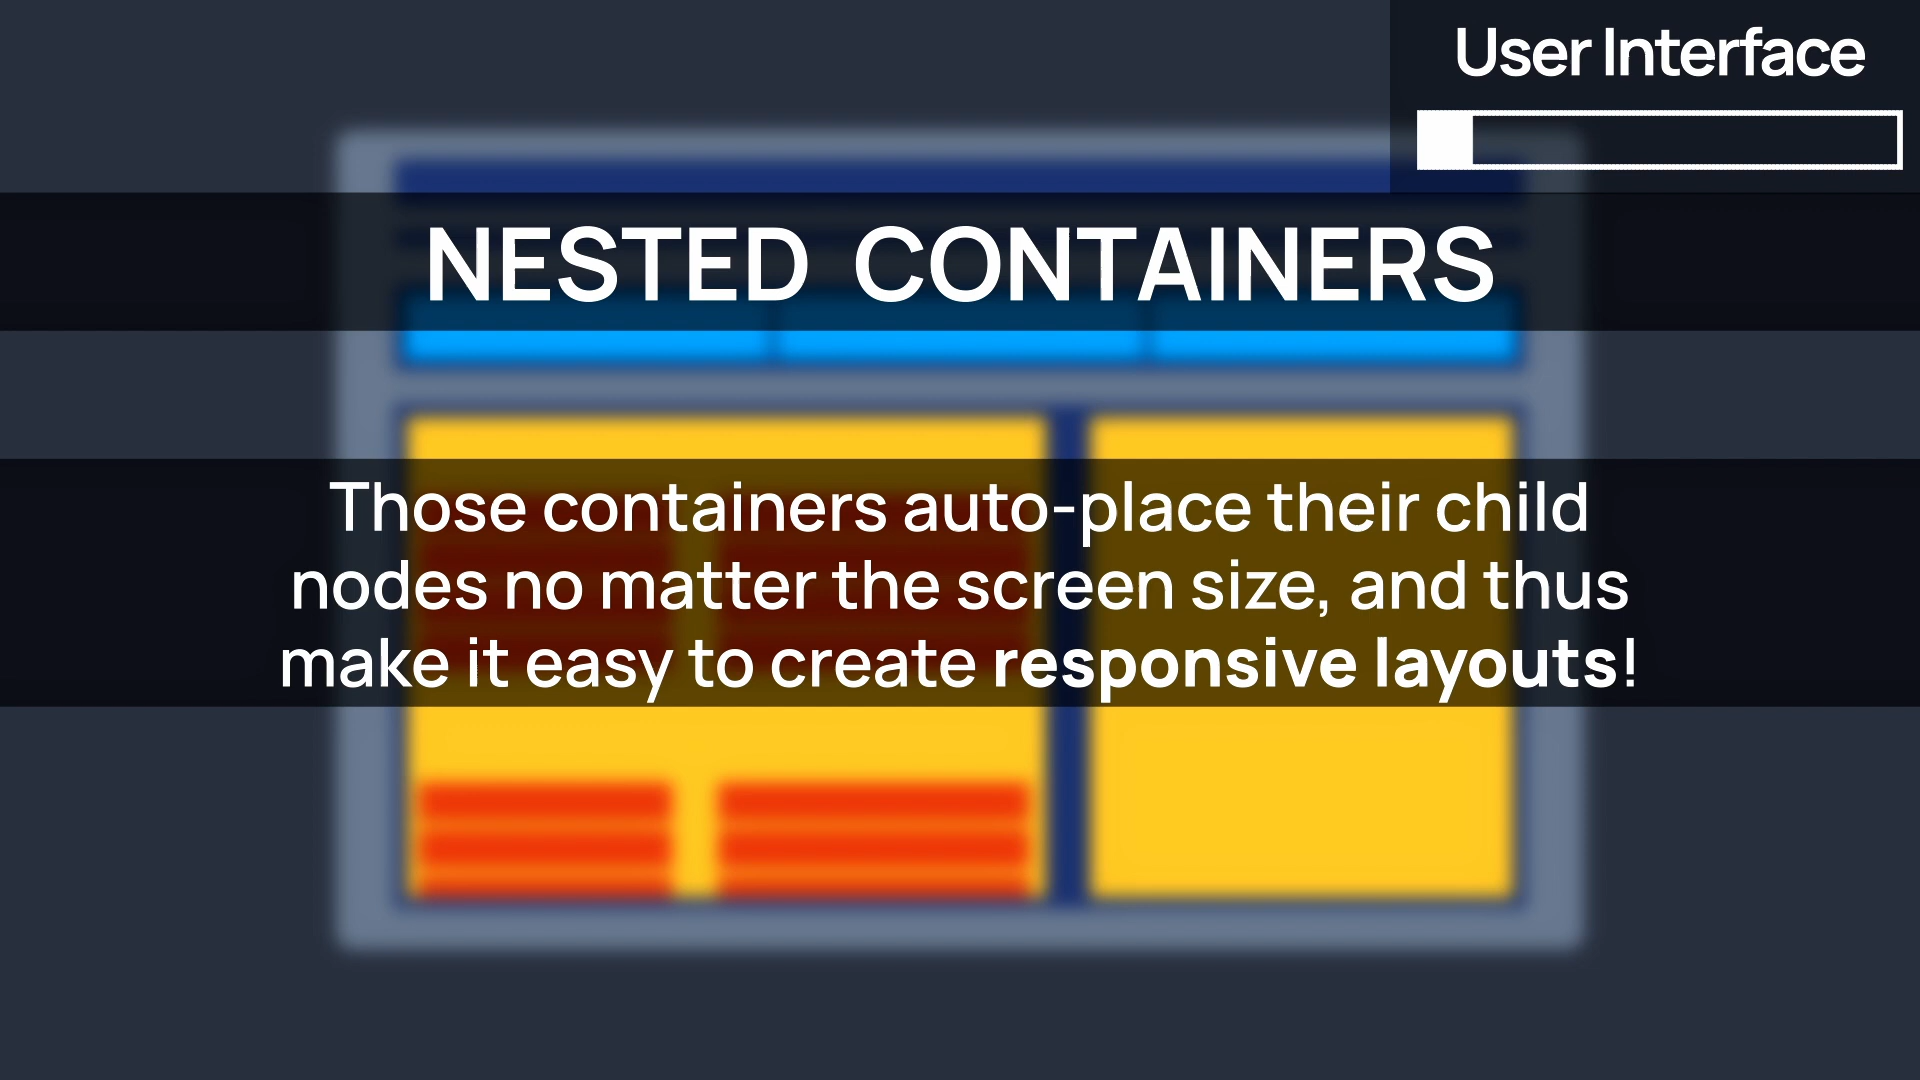 User Interface
NESTED CONTAINERS
Those containers auto-place their child
nodes no matter the screen size, and thus
make it easy to create responsive layouts!